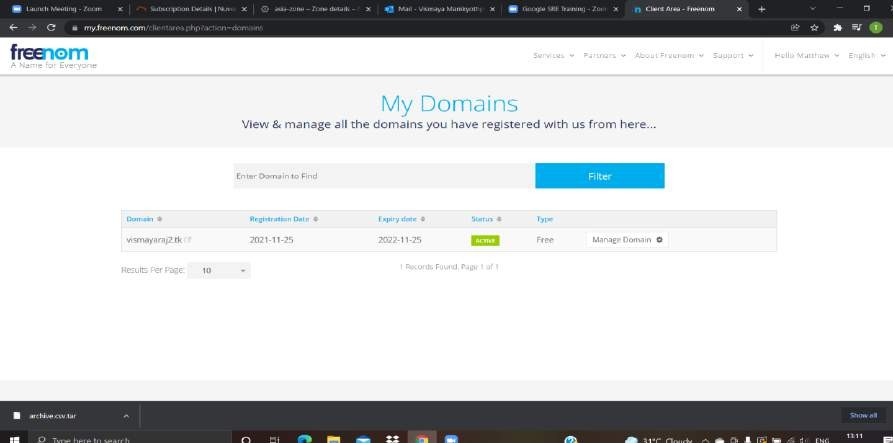 Launch Meeting - Zoom
Subscription Details | Nuwe
asia-zone – Zone details –
Mail - Vismaya Mamkyothp
Google SRE Training - Zoom
Client Area - Freenom
my.freenom.com/clientarea.php?action=domains
freenom
A Name for Everyone
Services Partners About Freenom Support Hello Matthew English
My Domains
View & manage all the domains you have registered with us from here...
Enter Domain to Find
Filter
Domain Registration Date Expiry date Status Type
vismayaraj2.tk 2021-11-25 2022-11-25 ACTIVE Free Manage Domain
Results Per Page: 10
1 Records Found, Page 1 of 1
archive.csv.tar
Show all
Type here to search
31°C Cloudy
ENG
13:11